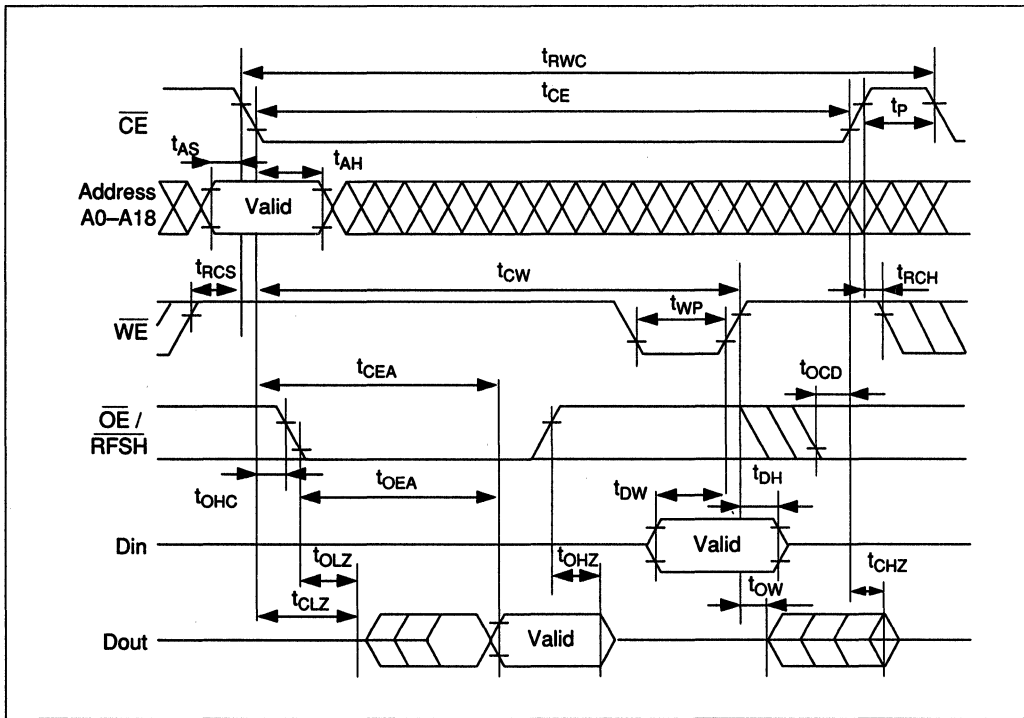 tRWC
tCE
CE
tP
tAS
tAH
Address
A0–A18
Valid
tRCS
tCW
tRCH
WE
tWP
tCEA
tOCD
OE /
RFSH
tOHC
tOEA
tDW
tDH
Din
Valid
tOLZ
tOHZ
tCHZ
tCLZ
tOW
Dout
Valid